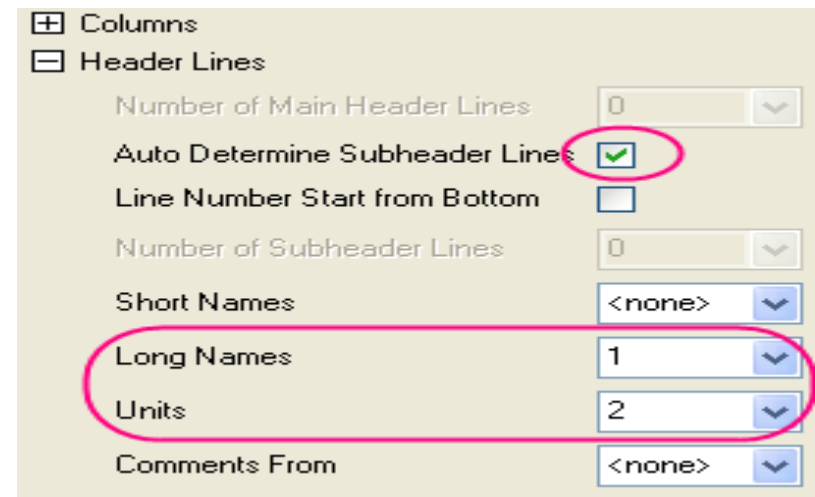 Columns
Header Lines
Number of Main Header Lines 0
Auto Determine Subheader Lines
Line Number Start from Bottom
Number of Subheader Lines 0
Short Names <none>
Long Names 1
Units 2
Comments From <none>